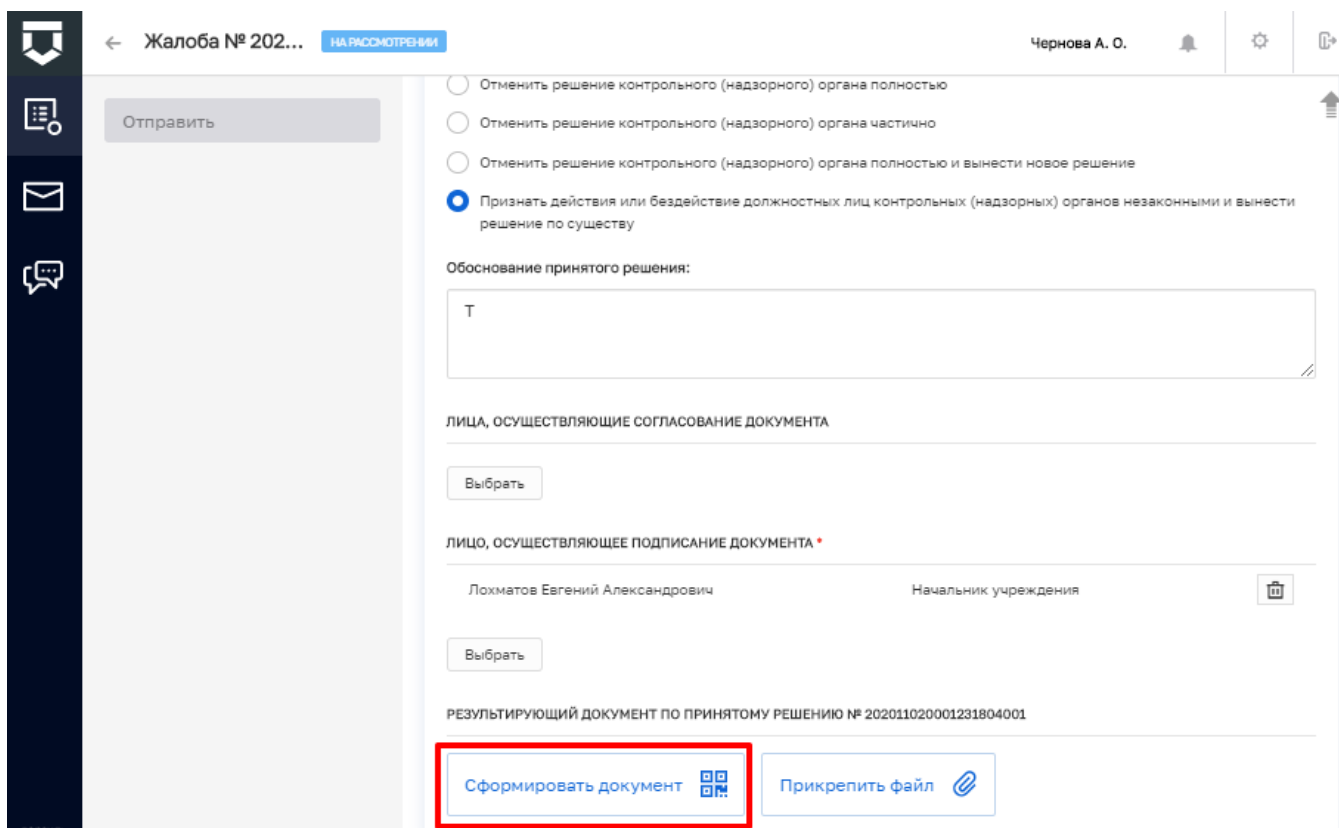 Жалоба № 202... НА РАССМОТРЕНИИ Чернова А. О.
Отправить
Отменить решение контрольного (надзорного) органа полностью
Отменить решение контрольного (надзорного) органа частично
Отменить решение контрольного (надзорного) органа полностью и вынести новое решение
Признать действия или бездействие должностных лиц контрольных (надзорных) органов незаконными и вынести
решение по существу
Обоснование принятого решения:
Т
ЛИЦА, ОСУЩЕСТВЛЯЮЩИЕ СОГЛАСОВАНИЕ ДОКУМЕНТА
Выбрать
ЛИЦО, ОСУЩЕСТВЛЯЮЩЕЕ ПОДПИСАНИЕ ДОКУМЕНТА *
Лохматов Евгений Александрович Начальник учреждения
Выбрать
РЕЗУЛЬТИРУЮЩИЙ ДОКУМЕНТ ПО ПРИНЯТОМУ РЕШЕНИЮ № 202011020001231804001
Сформировать документ Прикрепить файл